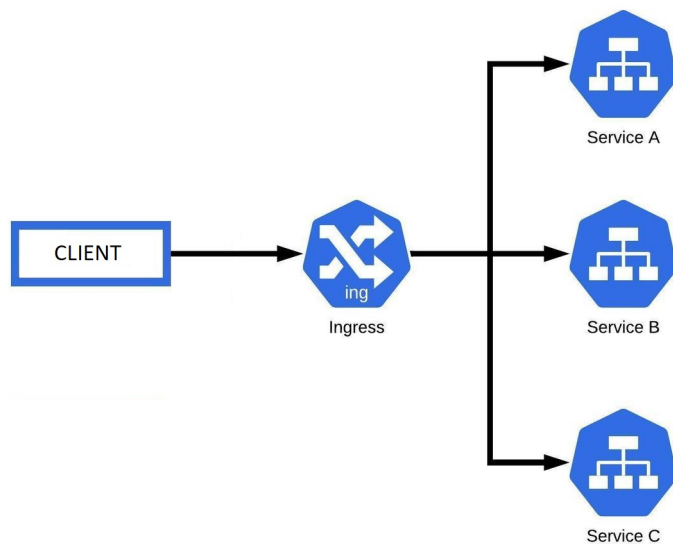 Service A
CLIENT
ing
Ingress
Service B
Service C